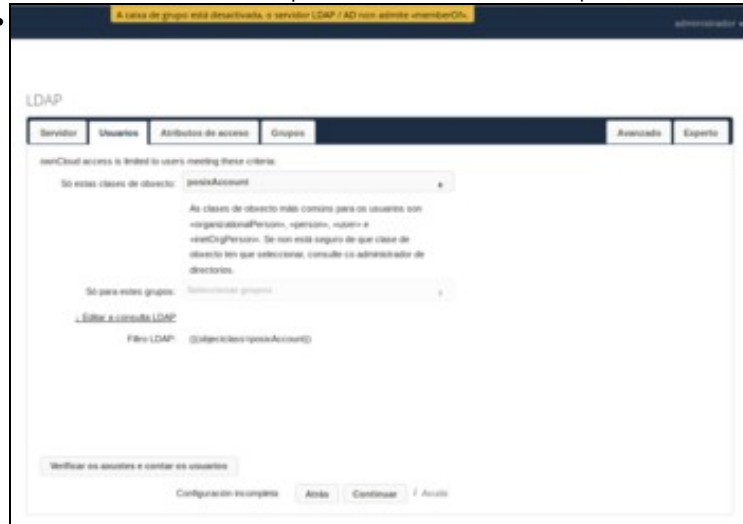 A caixa de grupo está desactivada, o servidor LDAP / AD non admite «memberOf».
administrador
LDAP
Servidor Usuarios Atributos de acceso Grupos Avanzado Experto
ownCloud access is limited to users meeting these criteria:
Só estas clases de obxecto: posixAccount
As clases de obxecto máis comúns para os usuarios son
«organizationalPerson», «person», «user» e
«inetOrgPerson». Se non está seguro de que clase de
obxecto ten que seleccionar, consulte co administrador de
directorios.
Só para estes grupos: Seleccionar grupos
↓ Editar a consulta LDAP
Filtro LDAP: (|(objectclass=posixAccount))
Verificar os axustes e contar os usuarios
Configuración incompleta Atrás Continuar i Axuda